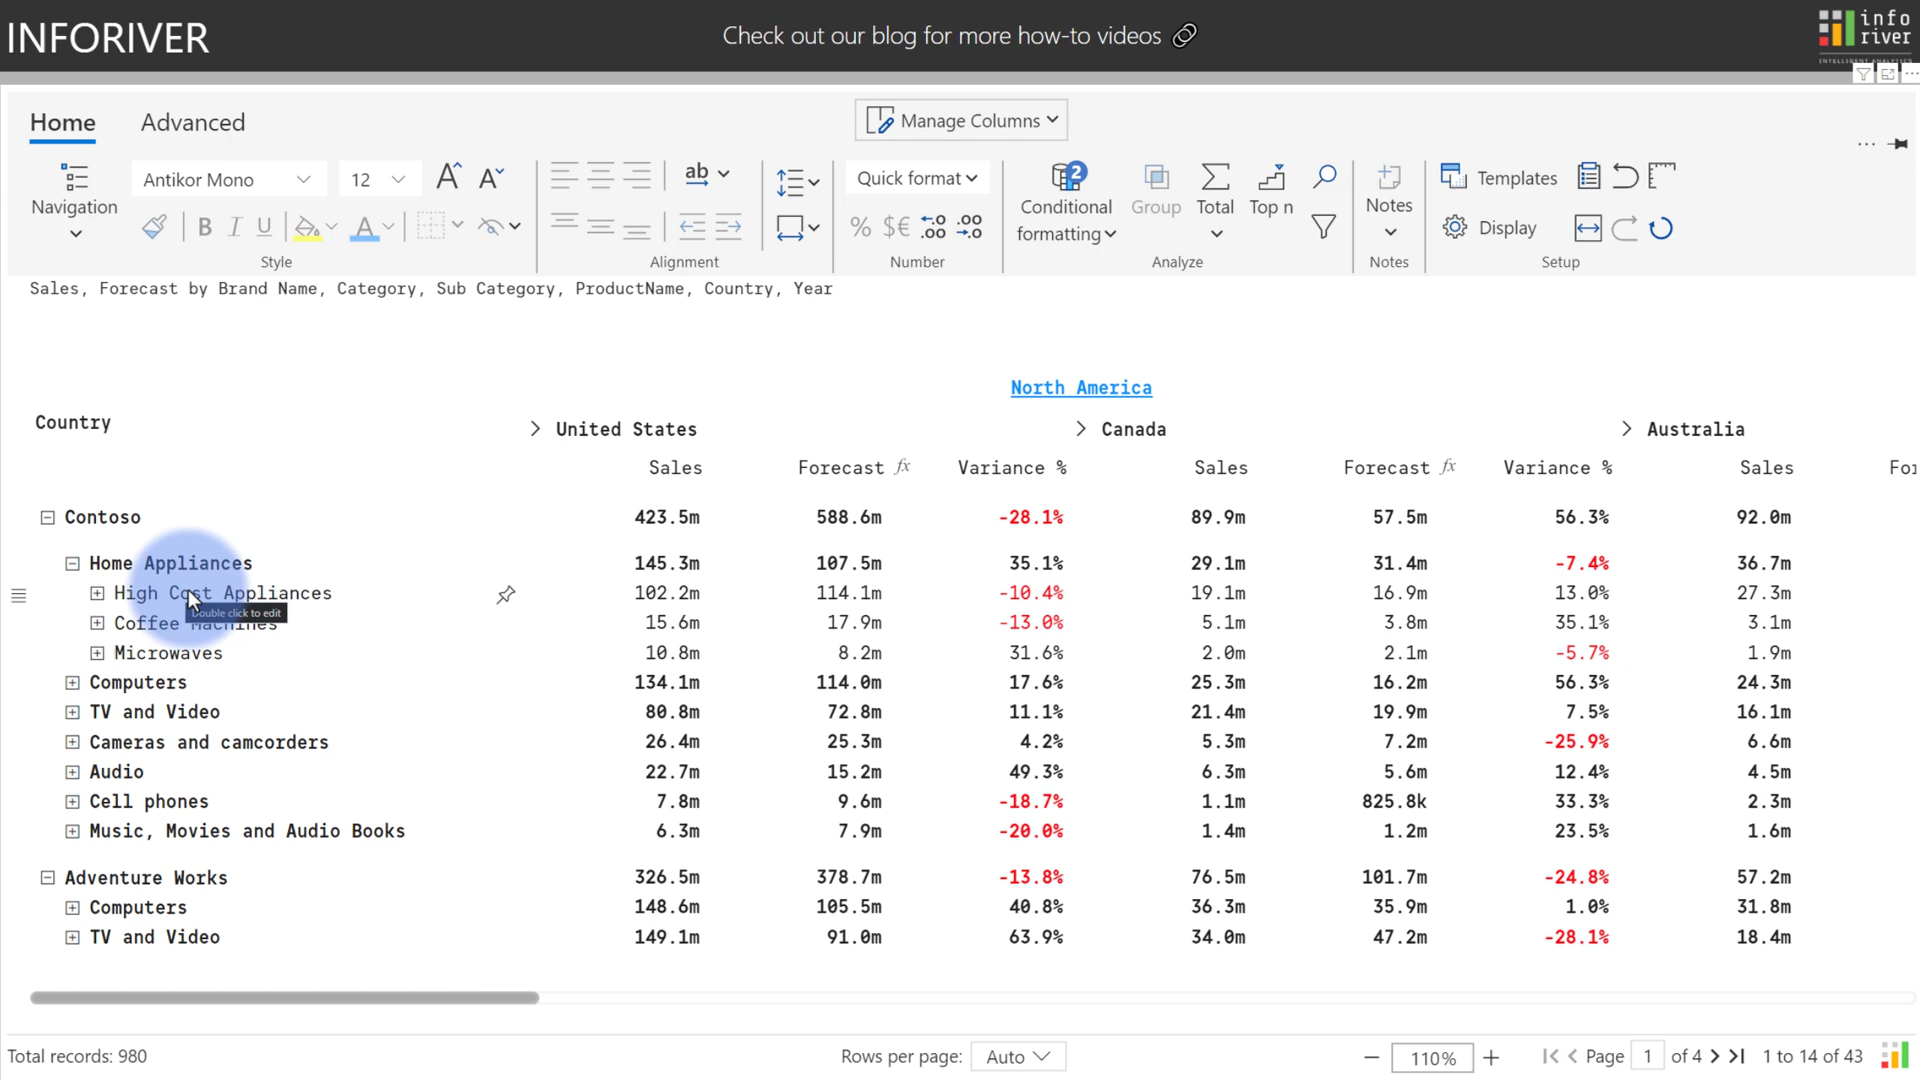 INFORIVER
Check out our blog for more how-to videos
info
river
INTELLIGENT ANALYTICS
Home
Advanced
Manage Columns
Navigation
Antikor Mono
12
A
A
B
I
U
A
Style
ab
Alignment
Quick format
%
$€
.00
.00
Number
2
Conditional
formatting
Group
Total
Top n
Analyze
Notes
Notes
Templates
Display
Setup
Sales, Forecast by Brand Name, Category, Sub Category, ProductName, Country, Year
North America
Country
United States
Canada
Australia
Sales Forecast fx Variance % Sales Forecast fx Variance % Sales For
Contoso 423.5m 588.6m -28.1% 89.9m 57.5m 56.3% 92.0m
Home Appliances 145.3m 107.5m 35.1% 29.1m 31.4m -7.4% 36.7m
High Cost Appliances 102.2m 114.1m -10.4% 19.1m 16.9m 13.0% 27.3m
Double click to edit
Coffee Machines 15.6m 17.9m -13.0% 5.1m 3.8m 35.1% 3.1m
Microwaves 10.8m 8.2m 31.6% 2.0m 2.1m -5.7% 1.9m
Computers 134.1m 114.0m 17.6% 25.3m 16.2m 56.3% 24.3m
TV and Video 80.8m 72.8m 11.1% 21.4m 19.9m 7.5% 16.1m
Cameras and camcorders 26.4m 25.3m 4.2% 5.3m 7.2m -25.9% 6.6m
Audio 22.7m 15.2m 49.3% 6.3m 5.6m 12.4% 4.5m
Cell phones 7.8m 9.6m -18.7% 1.1m 825.8k 33.3% 2.3m
Music, Movies and Audio Books 6.3m 7.9m -20.0% 1.4m 1.2m 23.5% 1.6m
Adventure Works 326.5m 378.7m -13.8% 76.5m 101.7m -24.8% 57.2m
Computers 148.6m 105.5m 40.8% 36.3m 35.9m 1.0% 31.8m
TV and Video 149.1m 91.0m 63.9% 34.0m 47.2m -28.1% 18.4m
Total records: 980
Rows per page: Auto
110%
Page 1 of 4
1 to 14 of 43